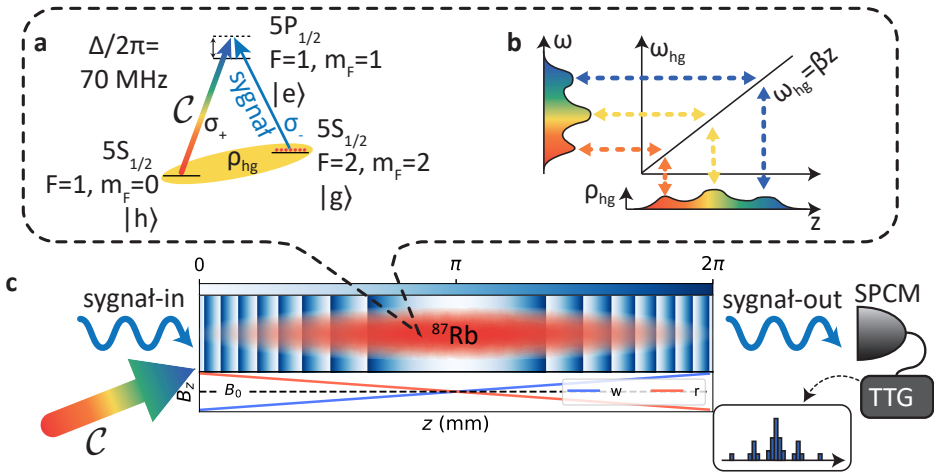 a
Δ/2π=
70 MHz
5P1/2
F=1, mF=1
|e⟩
C
σ+
sygnał
σ-
5S1/2
F=1, mF=0
|h⟩
ρhg
5S1/2
F=2, mF=2
|g⟩
b
ω
ωhg
ωhg=βz
ρhg
z
c
0
π
2π
sygnał-in
87Rb
sygnał-out
SPCM
TTG
C
Bz
B0
w
r
z (mm)